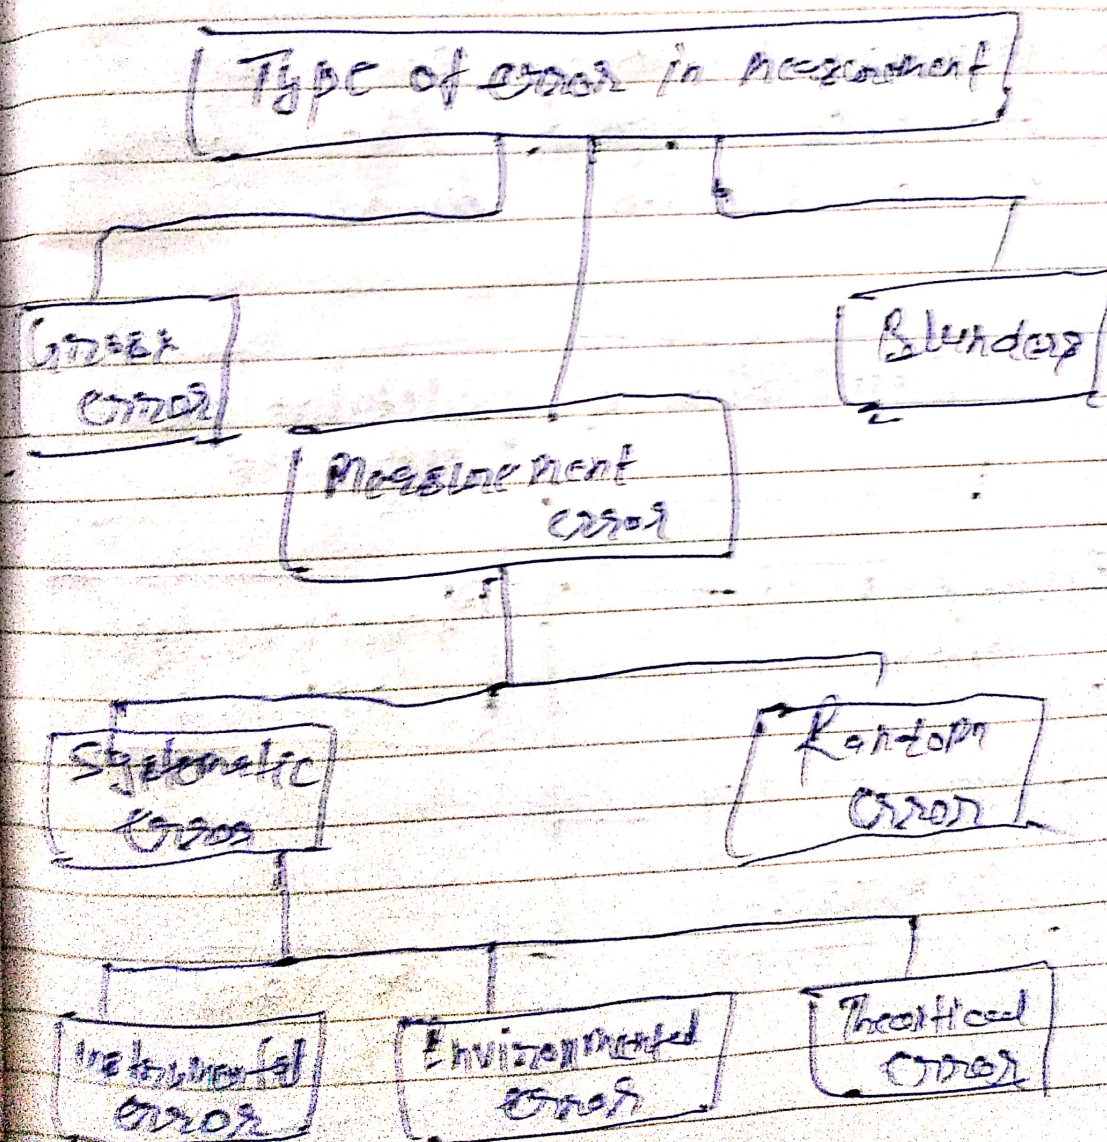 Type of error in measurement
Gross
error
Blunders
Measurement
error
Systematic
error
Random
error
Instrumental
error
Environmental
error
Theoritical
error